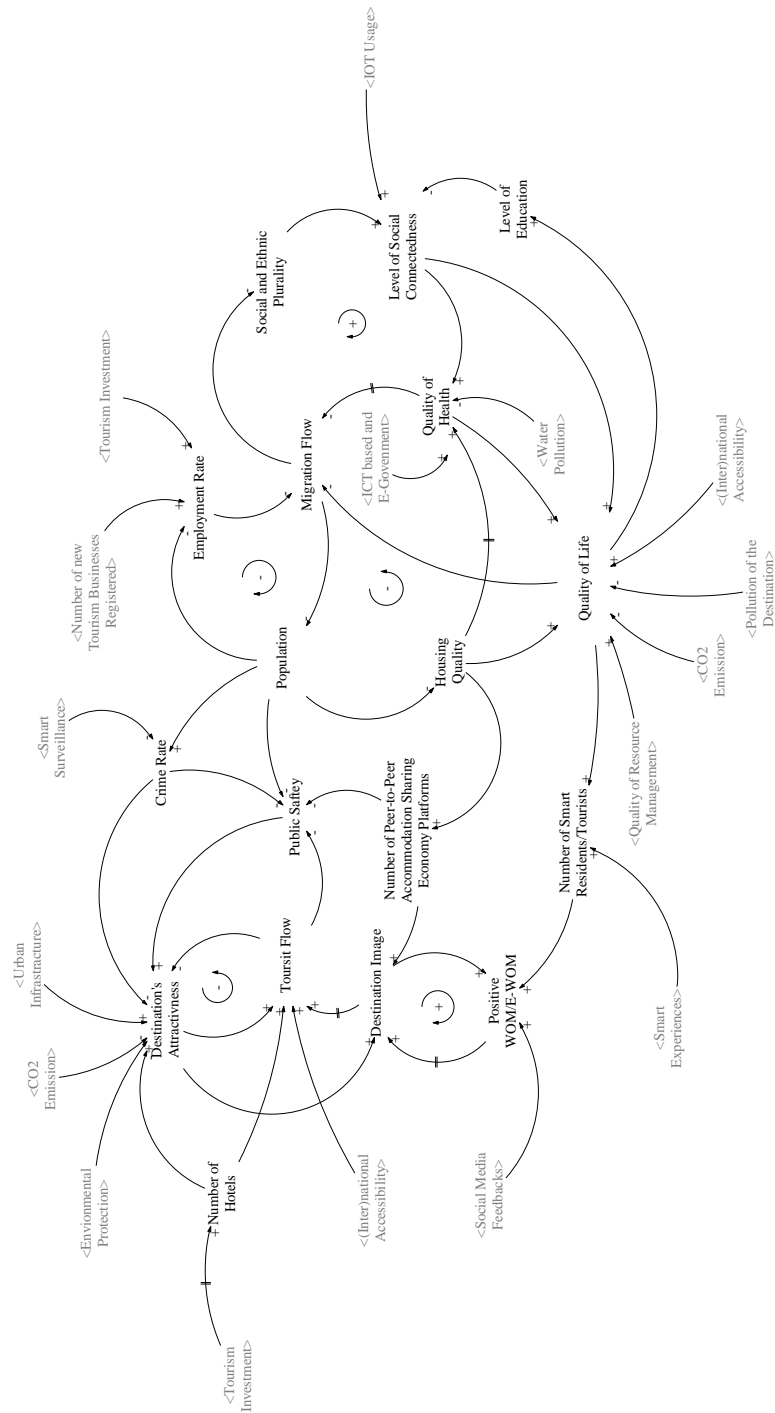 <Envionmental
Protection>
<CO2
Emission>
<Urban
Infrastracture>
<Smart
Surveillance>
<Number of new
Tourism Businesses
Registered>
<Tourism Investment>
Destination's
Attractivness
Crime Rate
Employment Rate
<Tourism
Investment>
Number of
Hotels
Toursit Flow
Public Saftey
Population
Migration Flow
Social and Ethnic
Plurality
<IOT Usage>
<(Inter)national
Accessibility>
Destination Image
Number of Peer-to-Peer
Accommodation Sharing
Economy Platforms
Housing
Quality
<ICT based and
E-Govenment>
Quality of
Health
Level of Social
Connectedness
<Social Media
Feedbacks>
Positive
WOM/E-WOM
Number of Smart
Residents/Tourists
Quality of Life
<Water
Pollution>
Level of
Education
<Smart
Experiences>
<Quality of Resource
Management>
<CO2
Emission>
<Pollution of the
Destination>
<(Inter)national
Accessibility>